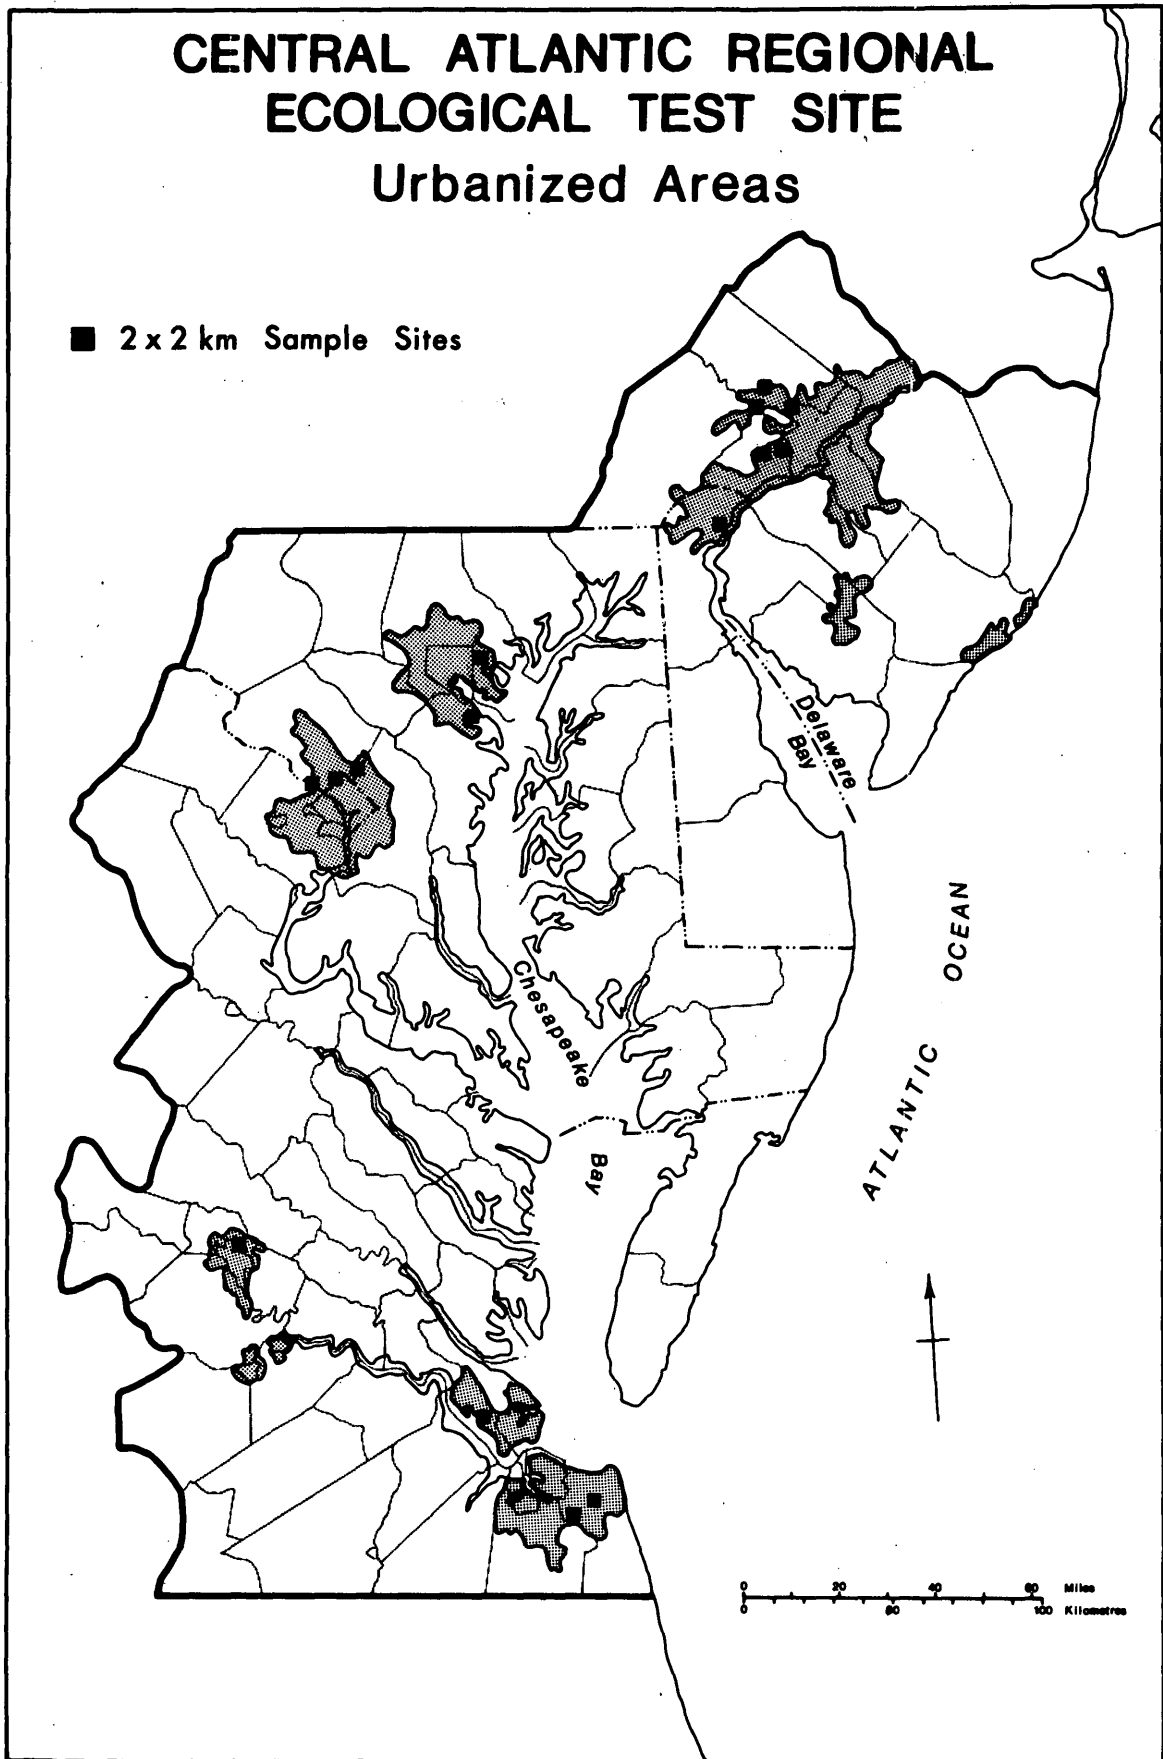 CENTRAL ATLANTIC REGIONAL
ECOLOGICAL TEST SITE
Urbanized Areas
2 x 2 km Sample Sites
Delaware
Bay
OCEAN
Chesapeake
ATLANTIC
Bay
0 20 40 60 Miles
0 50 100 Kilometres